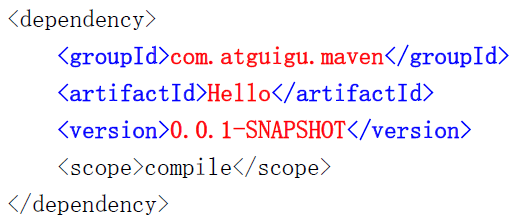 <dependency>
<groupId>com.atguigu.maven</groupId>
<artifactId>Hello</artifactId>
<version>0.0.1-SNAPSHOT</version>
<scope>compile</scope>
</dependency>